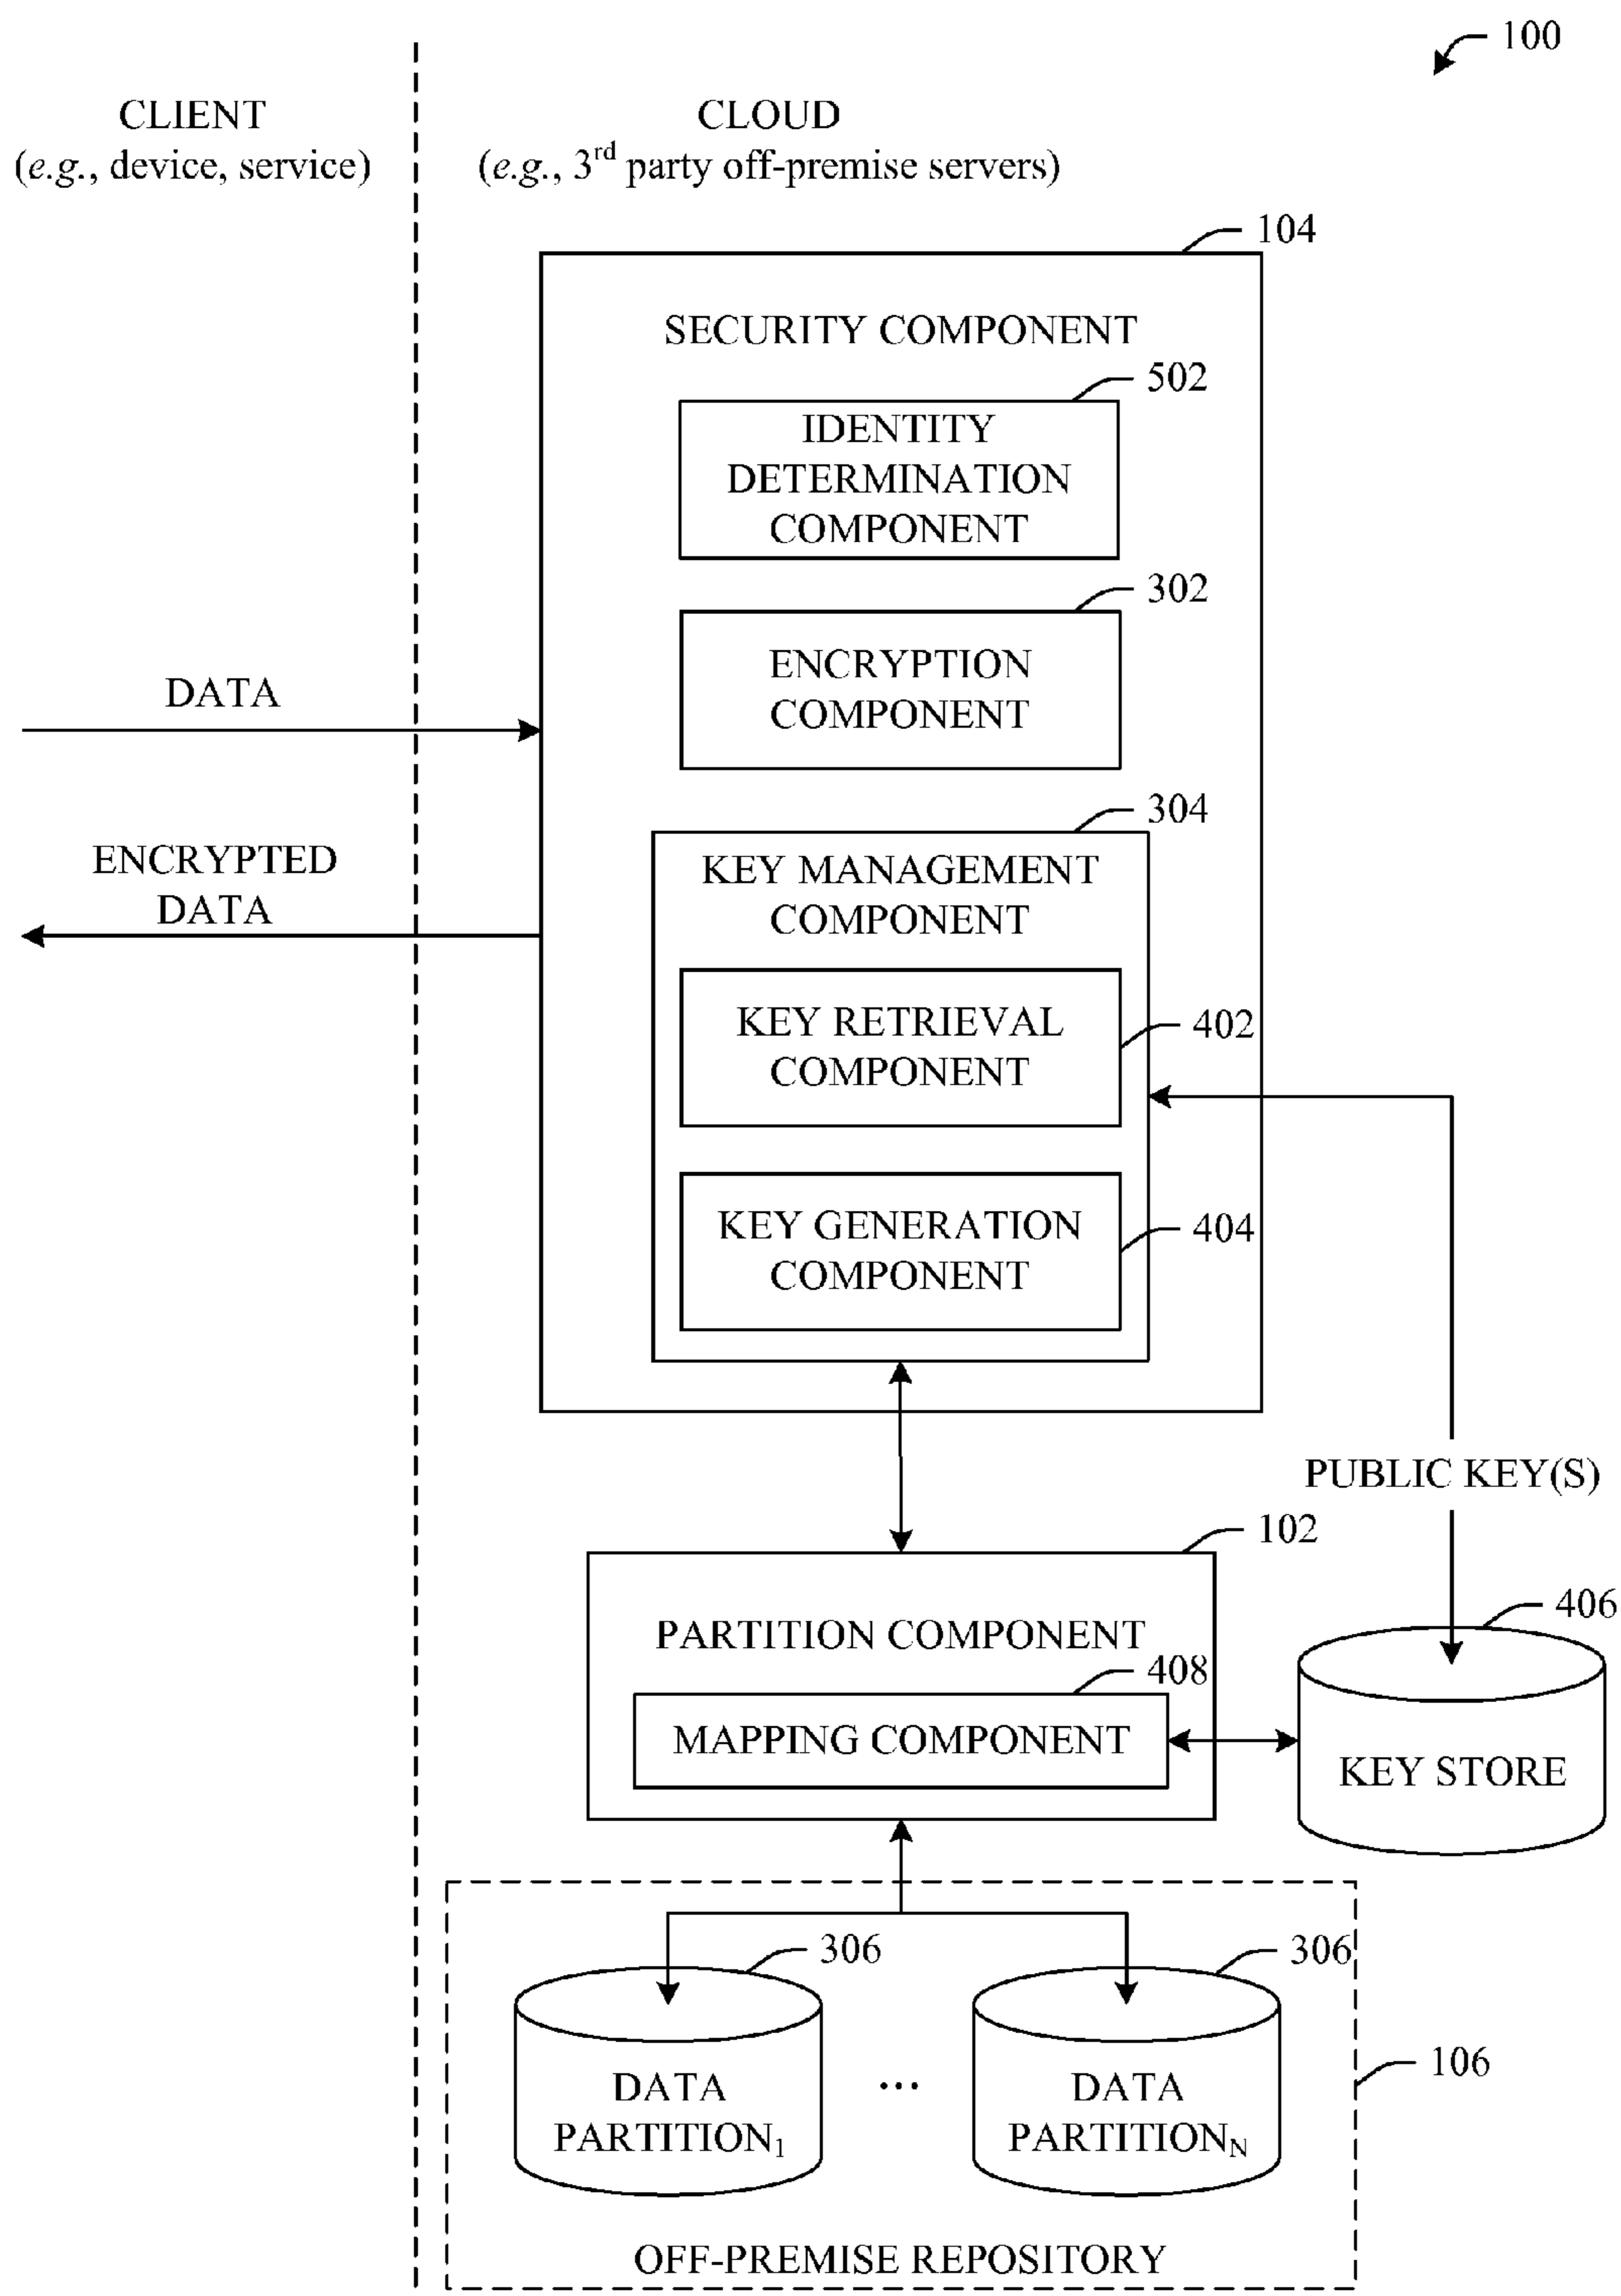 100
CLIENT
(e.g., device, service)
CLOUD
(e.g., 3rd party off-premise servers)
104
SECURITY COMPONENT
502
IDENTITY
DETERMINATION
COMPONENT
302
ENCRYPTION
COMPONENT
DATA
304
ENCRYPTED
DATA
KEY MANAGEMENT
COMPONENT
KEY RETRIEVAL
COMPONENT
402
KEY GENERATION
COMPONENT
404
PUBLIC KEY(S)
102
PARTITION COMPONENT
406
408
MAPPING COMPONENT
KEY STORE
306
306
DATA
PARTITION1
...
DATA
PARTITIONN
106
OFF-PREMISE REPOSITORY